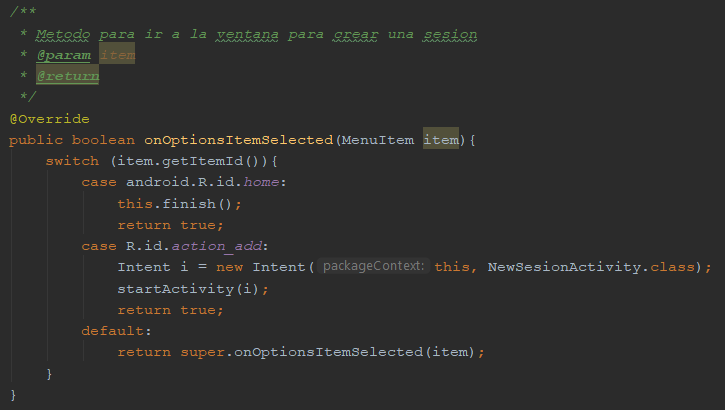 /**
 * Metodo para ir a la ventana para crear una sesion
 * @param item
 * @return
 */
@Override
public boolean onOptionsItemSelected(MenuItem item){
    switch (item.getItemId()){
        case android.R.id.home:
            this.finish();
            return true;
        case R.id.action_add:
            Intent i = new Intent( packageContext: this, NewSesionActivity.class);
            startActivity(i);
            return true;
        default:
            return super.onOptionsItemSelected(item);
    }
}